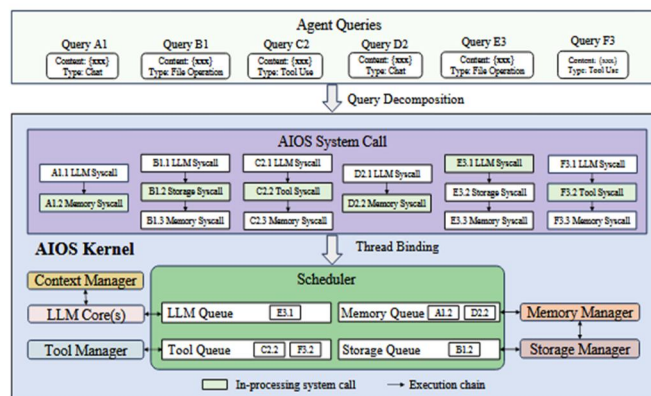 Agent Queries
Query A1 Query B1 Query C2 Query D2 Query E3 Query F3
Content: {xxx} Content: {xxx} Content: {xxx} Content: {xxx} Content: {xxx} Content: {xxx}
Type: Chat Type: File Operation Type: Tool Use Type: Chat Type: File Operation Type: Tool Use
Query Decomposition
AIOS System Call
A1.1 LLM Syscall
A1.2 Memory Syscall
B1.1 LLM Syscall
B1.2 Storage Syscall
B1.3 Memory Syscall
C2.1 LLM Syscall
C2.2 Tool Syscall
C2.3 Memory Syscall
D2.1 LLM Syscall
D2.2 Memory Syscall
E3.1 LLM Syscall
E3.2 Storage Syscall
E3.3 Memory Syscall
F3.1 LLM Syscall
F3.2 Tool Syscall
F3.3 Memory Syscall
AIOS Kernel
Thread Binding
Scheduler
Context Manager
LLM Core(s)
LLM Queue E3.1
Memory Queue A1.2 D2.2
Memory Manager
Tool Manager
Tool Queue C2.2 F3.2
Storage Queue B1.2
Storage Manager
In-processing system call
Execution chain